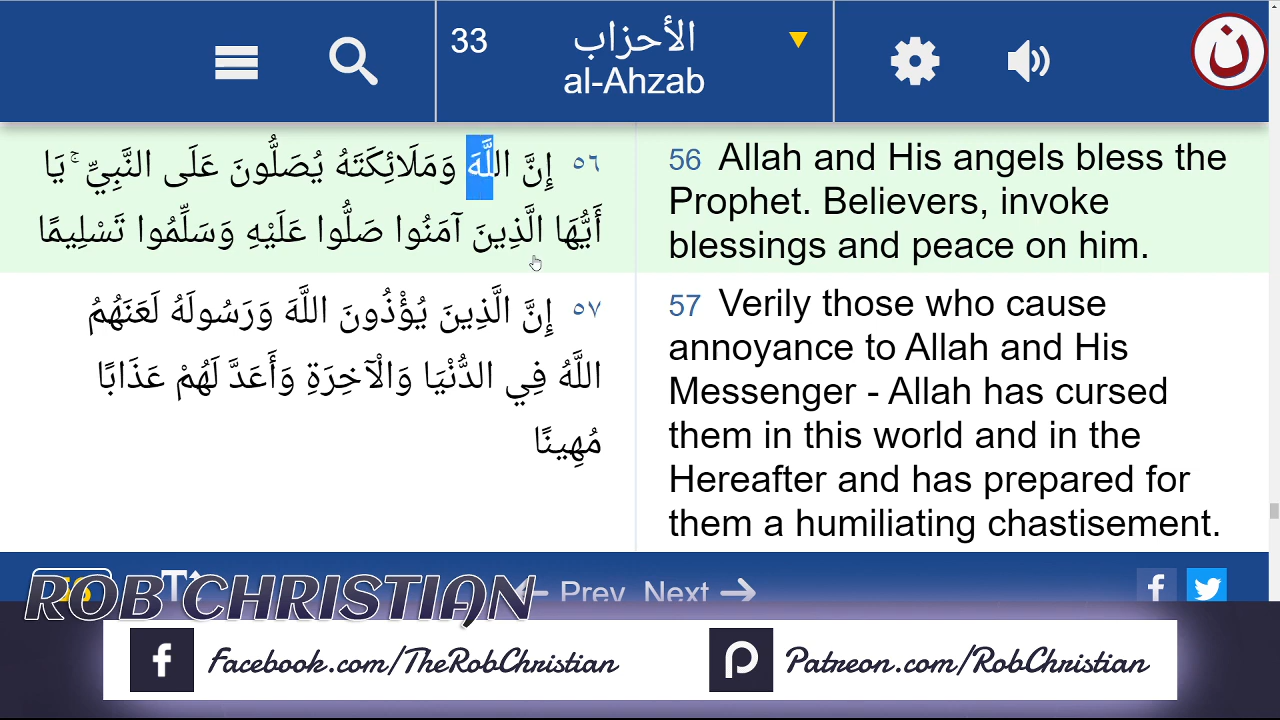 33
الأحزاب
al-Ahzab
ن
٥٦ إِنَّ اللَّهَ وَمَلَائِكَتَهُ يُصَلُّونَ عَلَى النَّبِيِّ ۚ يَا
أَيُّهَا الَّذِينَ آمَنُوا صَلُّوا عَلَيْهِ وَسَلِّمُوا تَسْلِيمًا
٥٧ إِنَّ الَّذِينَ يُؤْذُونَ اللَّهَ وَرَسُولَهُ لَعَنَهُمُ
اللَّهُ فِي الدُّنْيَا وَالْآخِرَةِ وَأَعَدَّ لَهُمْ عَذَابًا
مُهِينًا
56 Allah and His angels bless the
Prophet. Believers, invoke
blessings and peace on him.
57 Verily those who cause
annoyance to Allah and His
Messenger - Allah has cursed
them in this world and in the
Hereafter and has prepared for
them a humiliating chastisement.
Prev Next
ROB CHRISTIAN
Facebook.com/TheRobChristian
Patreon.com/RobChristian